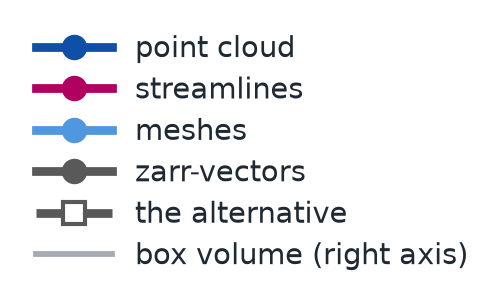 point cloud
streamlines
meshes
zarr-vectors
the alternative
box volume (right axis)